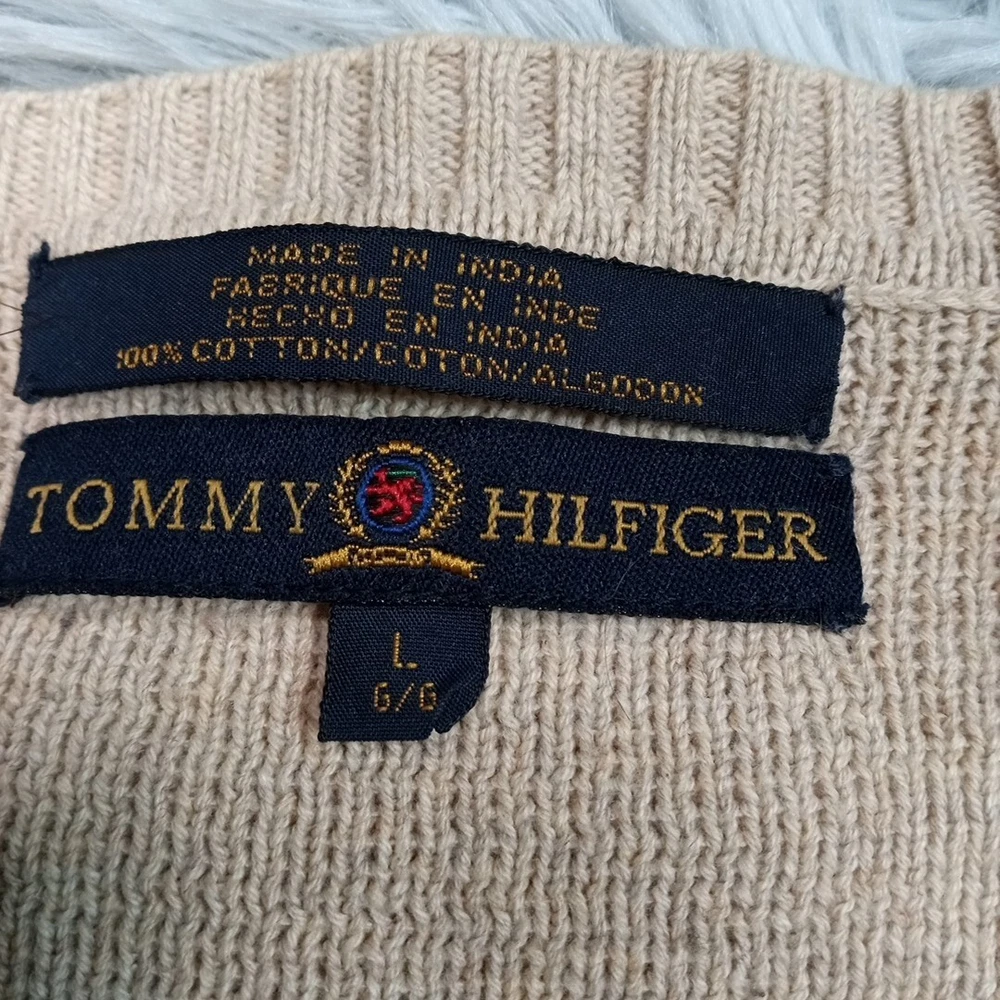 MADE IN INDIA
FABRIQUE EN INDE
HECHO EN INDIA
100% COTTON/COTON/ALGODON
TOMMY HILFIGER
L
G/G